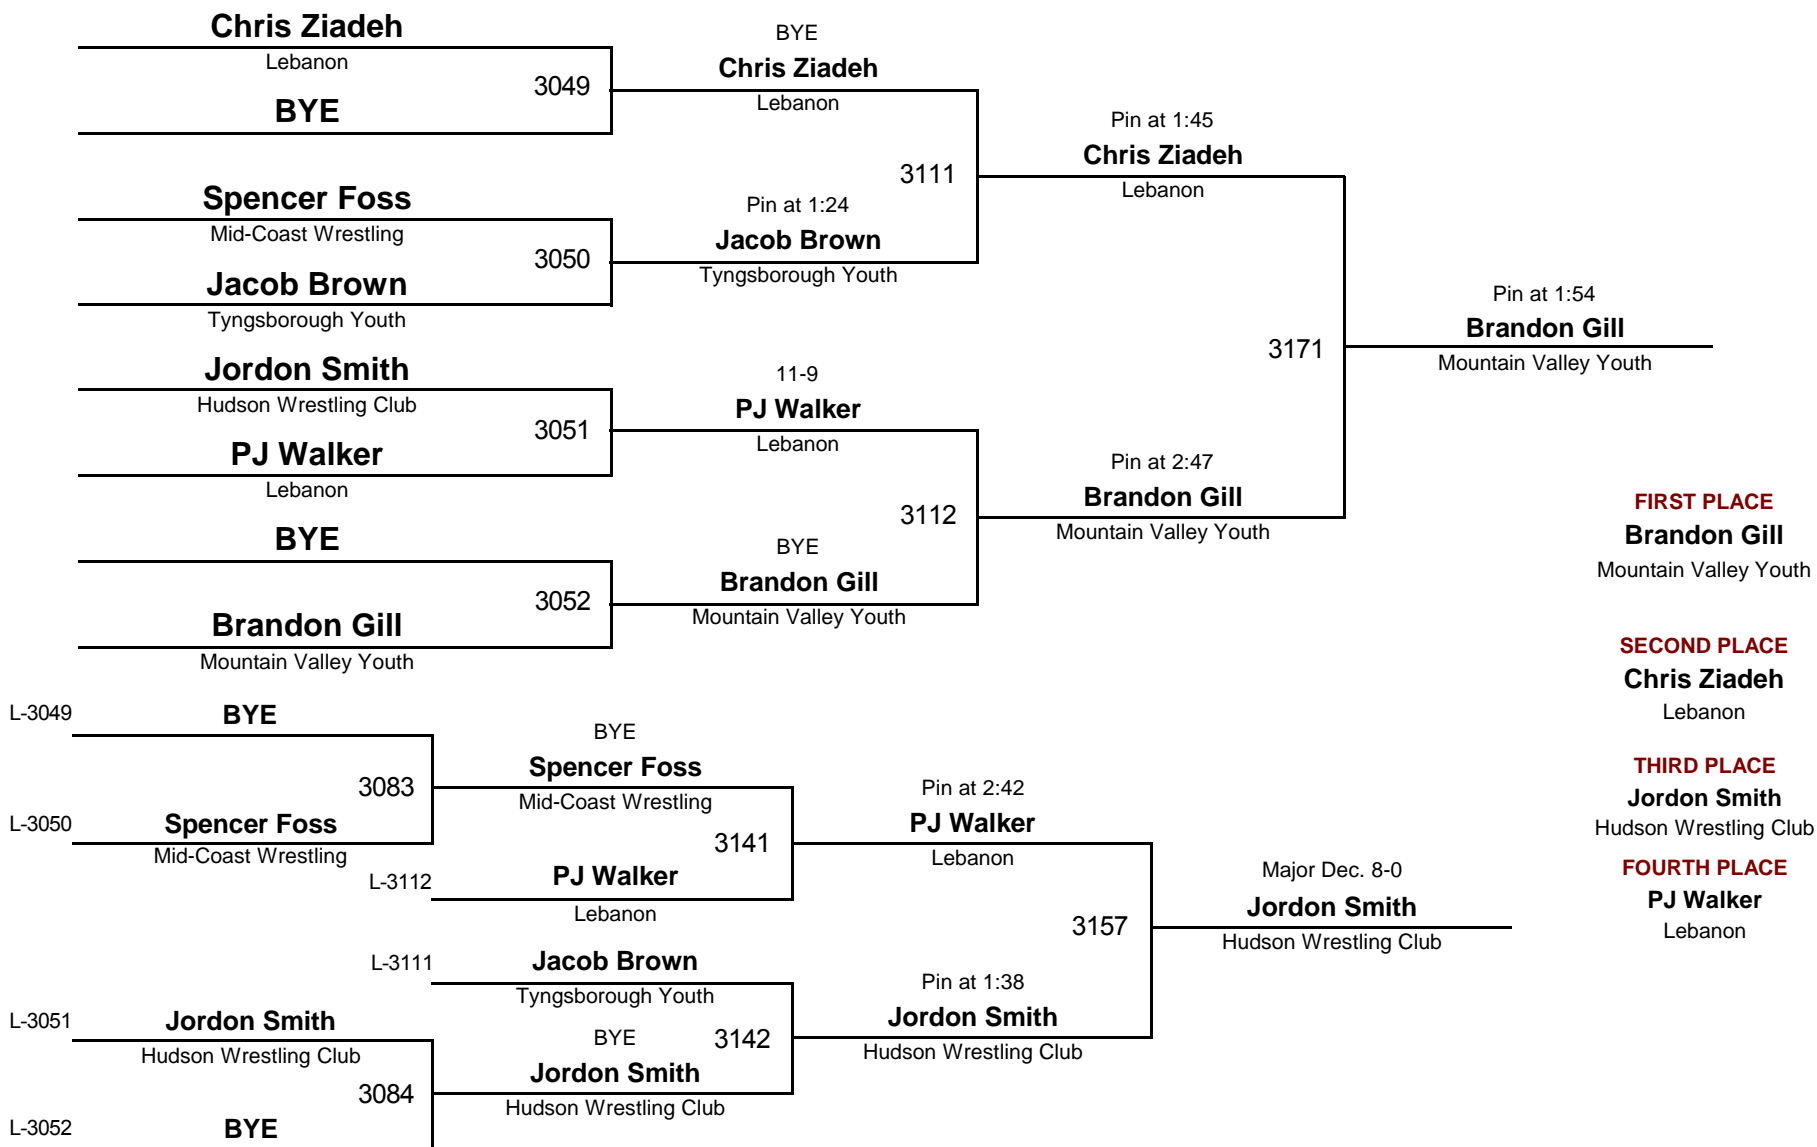 Chris Ziadeh
Lebanon
3049
BYE
Spencer Foss
Mid-Coast Wrestling
3050
Jacob Brown
Tyngsborough Youth
Jordon Smith
Hudson Wrestling Club
3051
PJ Walker
Lebanon
BYE
3052
Brandon Gill
Mountain Valley Youth
BYE
Chris Ziadeh
Lebanon
3111
Pin at 1:24
Jacob Brown
Tyngsborough Youth
11-9
PJ Walker
Lebanon
3112
BYE
Brandon Gill
Mountain Valley Youth
Pin at 1:45
Chris Ziadeh
Lebanon
3171
Pin at 2:47
Brandon Gill
Mountain Valley Youth
Pin at 1:54
Brandon Gill
Mountain Valley Youth
FIRST PLACE
Brandon Gill
Mountain Valley Youth
SECOND PLACE
Chris Ziadeh
Lebanon
THIRD PLACE
Jordon Smith
Hudson Wrestling Club
FOURTH PLACE
PJ Walker
Lebanon
L-3049
BYE
3083
L-3050
Spencer Foss
Mid-Coast Wrestling
BYE
Spencer Foss
Mid-Coast Wrestling
3141
L-3112
PJ Walker
Lebanon
L-3111
Jacob Brown
Tyngsborough Youth
3142
L-3051
Jordon Smith
Hudson Wrestling Club
3084
L-3052
BYE
BYE
Jordon Smith
Hudson Wrestling Club
Pin at 2:42
PJ Walker
Lebanon
3157
Pin at 1:38
Jordon Smith
Hudson Wrestling Club
Major Dec. 8-0
Jordon Smith
Hudson Wrestling Club